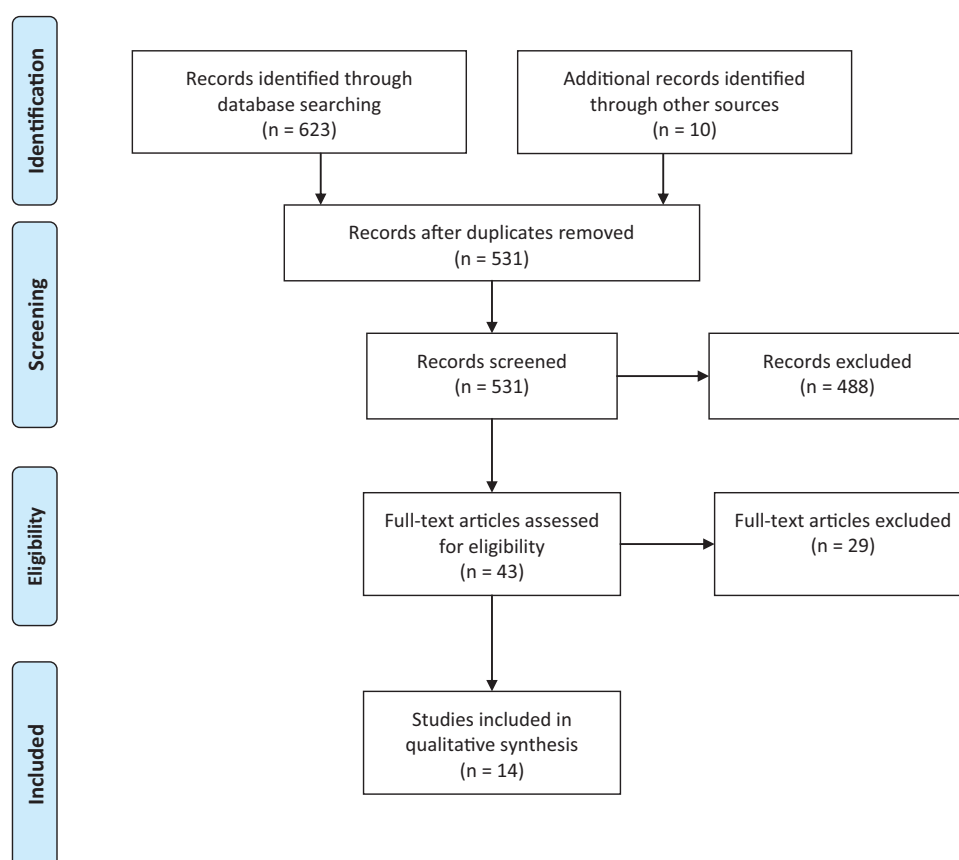 Identification
Records identified through
database searching
(n = 623)
Additional records identified
through other sources
(n = 10)
Screening
Records after duplicates removed
(n = 531)
Records screened
(n = 531)
Records excluded
(n = 488)
Eligibility
Full-text articles assessed
for eligibility
(n = 43)
Full-text articles excluded
(n = 29)
Included
Studies included in
qualitative synthesis
(n = 14)